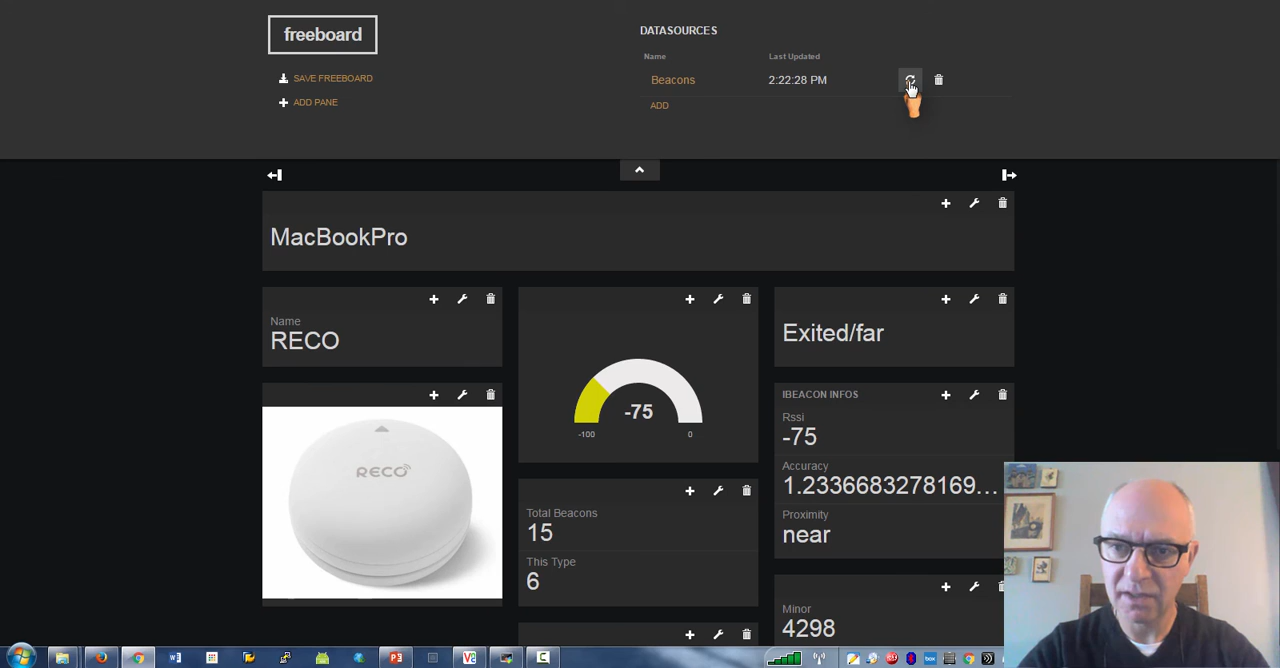 freeboard
SAVE FREEBOARD
ADD PANE
DATASOURCES
Name Last Updated
Beacons 2:22:28 PM
ADD
MacBookPro
Name
RECO
RECO
-75
-100 0
Total Beacons
15
This Type
6
Exited/far
IBEACON INFOS
Rssi
-75
Accuracy
1.2336683278169...
Proximity
near
Minor
4298